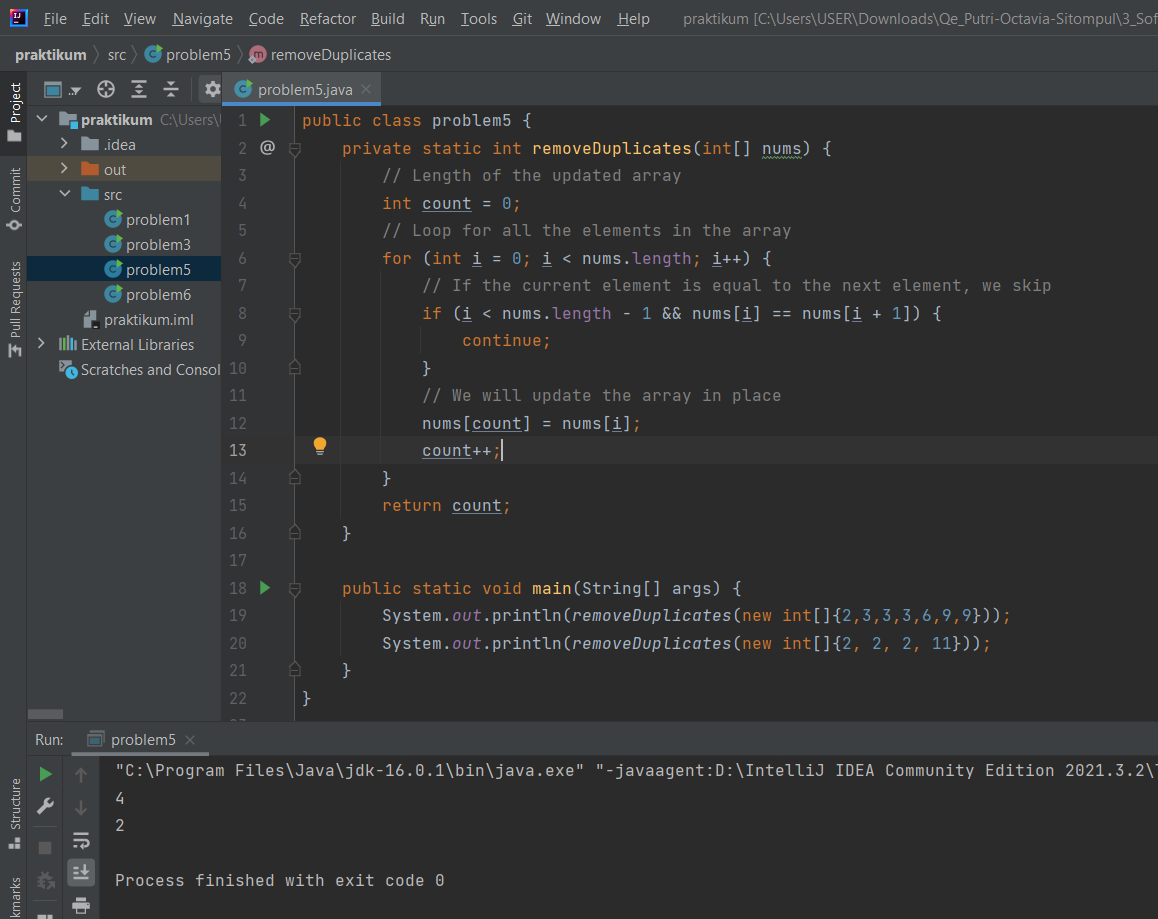 File Edit View Navigate Code Refactor Build Run Tools Git Window Help praktikum [C:\Users\USER\Downloads\Qe_Putri-Octavia-Sitompul\3_Sof
praktikum src problem5 removeDuplicates
Project
Commit
Pull Requests
Structure
kmarks
praktikum C:\Users\
.idea
out
src
problem1
problem3
problem5
problem6
praktikum.iml
External Libraries
Scratches and Consol
problem5.java
1 public class problem5 {
2 @ private static int removeDuplicates(int[] nums) {
3 // Length of the updated array
4 int count = 0;
5 // Loop for all the elements in the array
6 for (int i = 0; i < nums.length; i++) {
7 // If the current element is equal to the next element, we skip
8 if (i < nums.length - 1 && nums[i] == nums[i + 1]) {
9 continue;
10 }
11 // We will update the array in place
12 nums[count] = nums[i];
13 count++;
14 }
15 return count;
16 }
17
18 public static void main(String[] args) {
19 System.out.println(removeDuplicates(new int[]{2,3,3,3,6,9,9}));
20 System.out.println(removeDuplicates(new int[]{2, 2, 2, 11}));
21 }
22 }
Run: problem5
"C:\Program Files\Java\jdk-16.0.1\bin\java.exe" "-javaagent:D:\IntelliJ IDEA Community Edition 2021.3.2\
4
2
Process finished with exit code 0